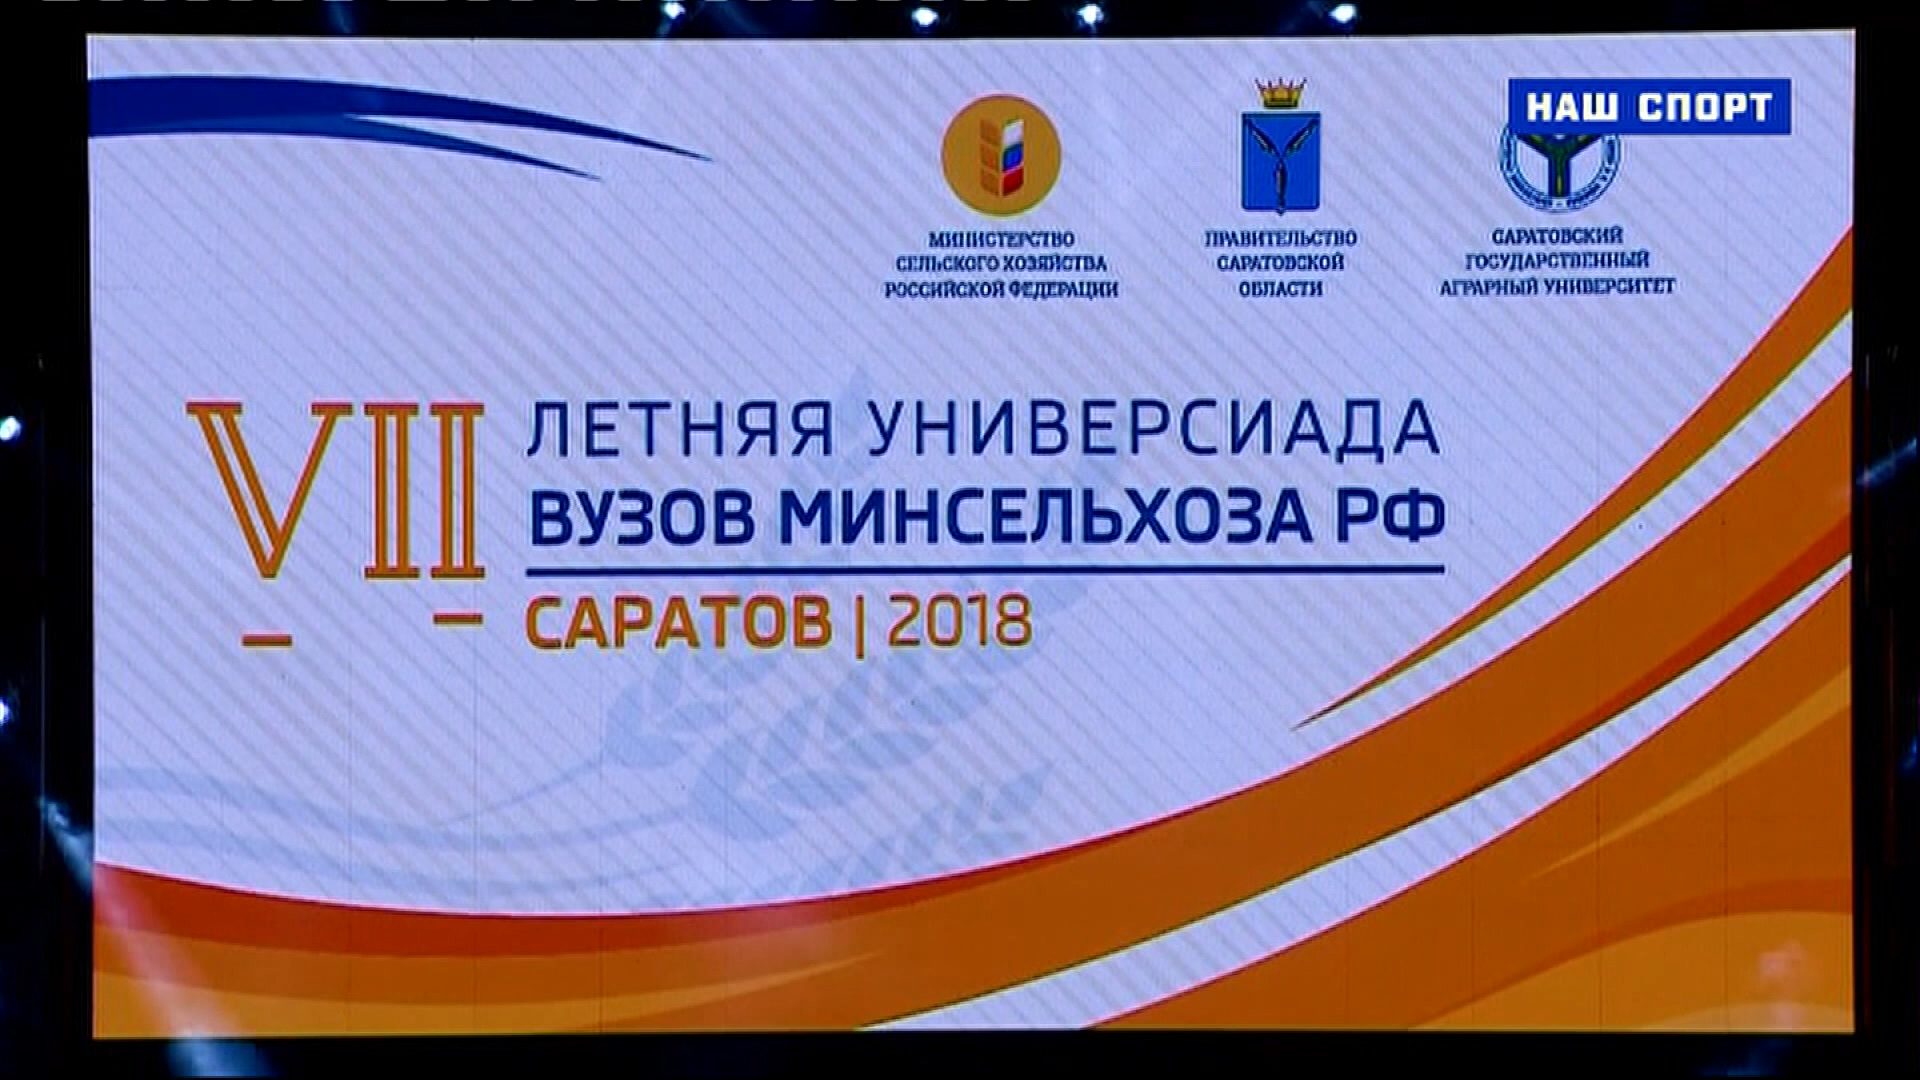 НАШ СПОРТ
МИНИСТЕРСТВО
СЕЛЬСКОГО ХОЗЯЙСТВА
РОССИЙСКОЙ ФЕДЕРАЦИИ
ПРАВИТЕЛЬСТВО
САРАТОВСКОЙ
ОБЛАСТИ
САРАТОВСКИЙ
ГОСУДАРСТВЕННЫЙ
АГРАРНЫЙ УНИВЕРСИТЕТ
VII ЛЕТНЯЯ УНИВЕРСИАДА
ВУЗОВ МИНСЕЛЬХОЗА РФ
САРАТОВ | 2018